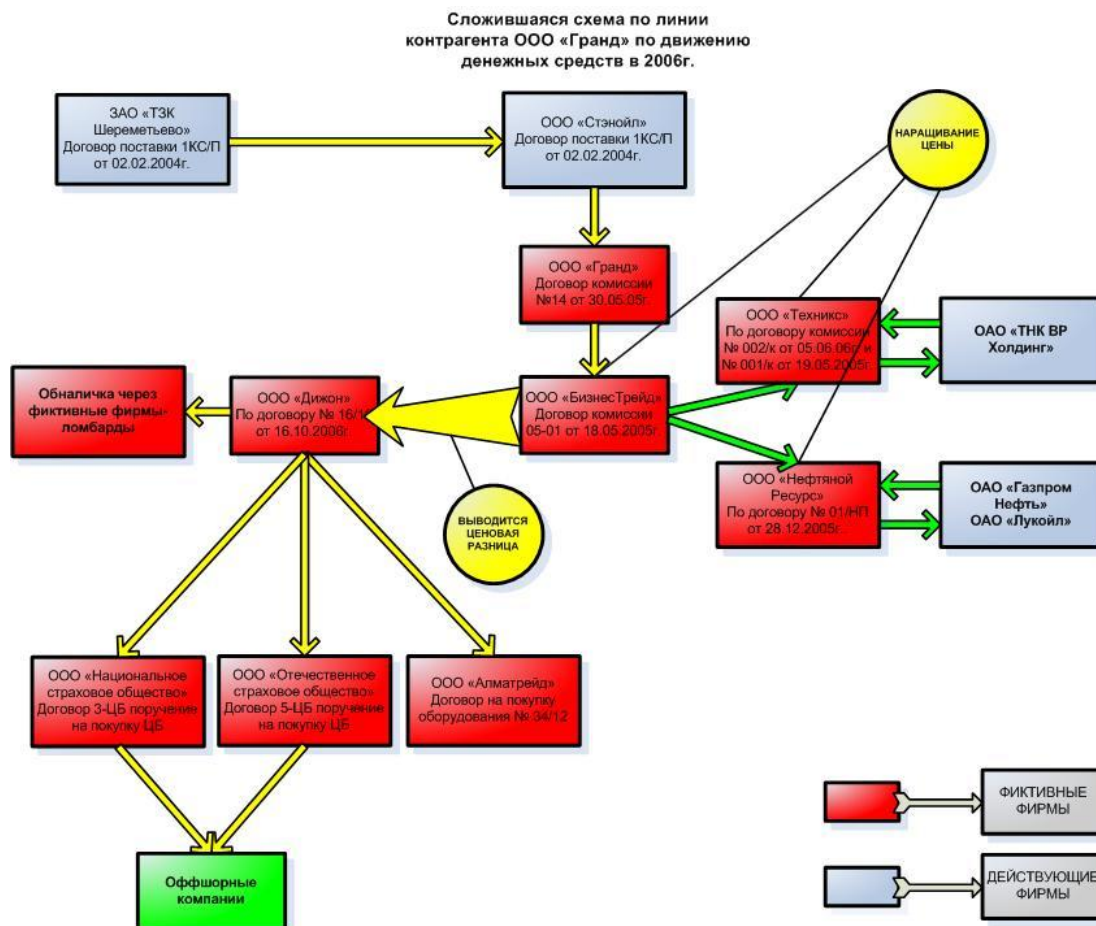 Сложившаяся схема по линии
контрагента ООО «Гранд» по движению
денежных средств в 2006г.
ЗАО «ТЗК
Шереметьево»
Договор поставки 1КС/П
от 02.02.2004г.
ООО «Стэнойл»
Договор поставки 1КС/П
от 02.02.2004г.
НАРАЩИВАНИЕ
ЦЕНЫ
ООО «Гранд»
Договор комиссии
№14 от 30.05.05г.
ООО «Техникс»
По договору комиссии
№ 002/к от 05.06.06г. и
№ 001/к от 19.05.2005г.
ОАО «ТНК ВР
Холдинг»
Обналичка через
фиктивные фирмы-
ломбарды
ООО «Дижон»
По договору № 16/1
от 16.10.2006г
ООО «БизнесТрейд»
Договор комиссии
05-01 от 18.05.2005г.
ООО «Нефтяной
Ресурс»
По договору № 01/НП
от 28.12.2005г.
ОАО «Газпром
Нефть»
ОАО «Лукойл»
ВЫВОДИТСЯ
ЦЕНОВАЯ
РАЗНИЦА
ООО «Национальное
страховое общество»
Договор 3-ЦБ поручение
на покупку ЦБ
ООО «Отечественное
страховое общество»
Договор 5-ЦБ поручение
на покупку ЦБ
ООО «Алматрейд»
Договор на покупку
оборудования № 34/12
Оффшорные
компании
ФИКТИВНЫЕ
ФИРМЫ
ДЕЙСТВУЮЩИЕ
ФИРМЫ